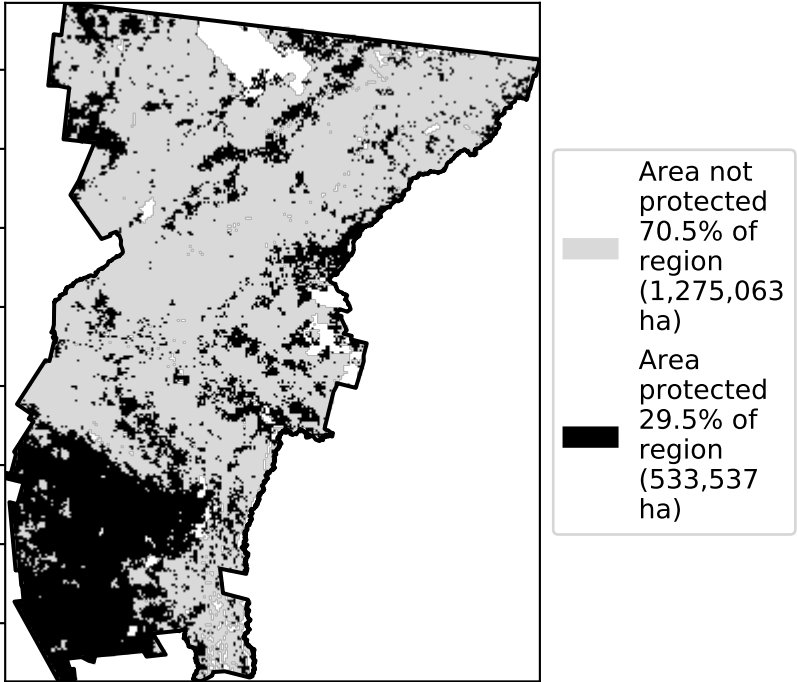 Area not
protected
70.5% of
region
(1,275,063
ha)
Area
protected
29.5% of
region
(533,537
ha)